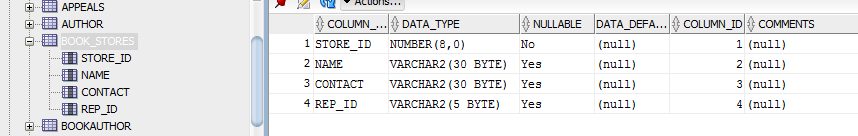 APPEALS
AUTHOR
BOOK_STORES
STORE_ID
NAME
CONTACT
REP_ID
BOOKAUTHOR
Actions...
COLUMN_... DATA_TYPE NULLABLE DATA_DEFA... COLUMN_ID COMMENTS
1 STORE_ID NUMBER(8,0) No (null) 1 (null)
2 NAME VARCHAR2(30 BYTE) Yes (null) 2 (null)
3 CONTACT VARCHAR2(30 BYTE) Yes (null) 3 (null)
4 REP_ID VARCHAR2(5 BYTE) Yes (null) 4 (null)